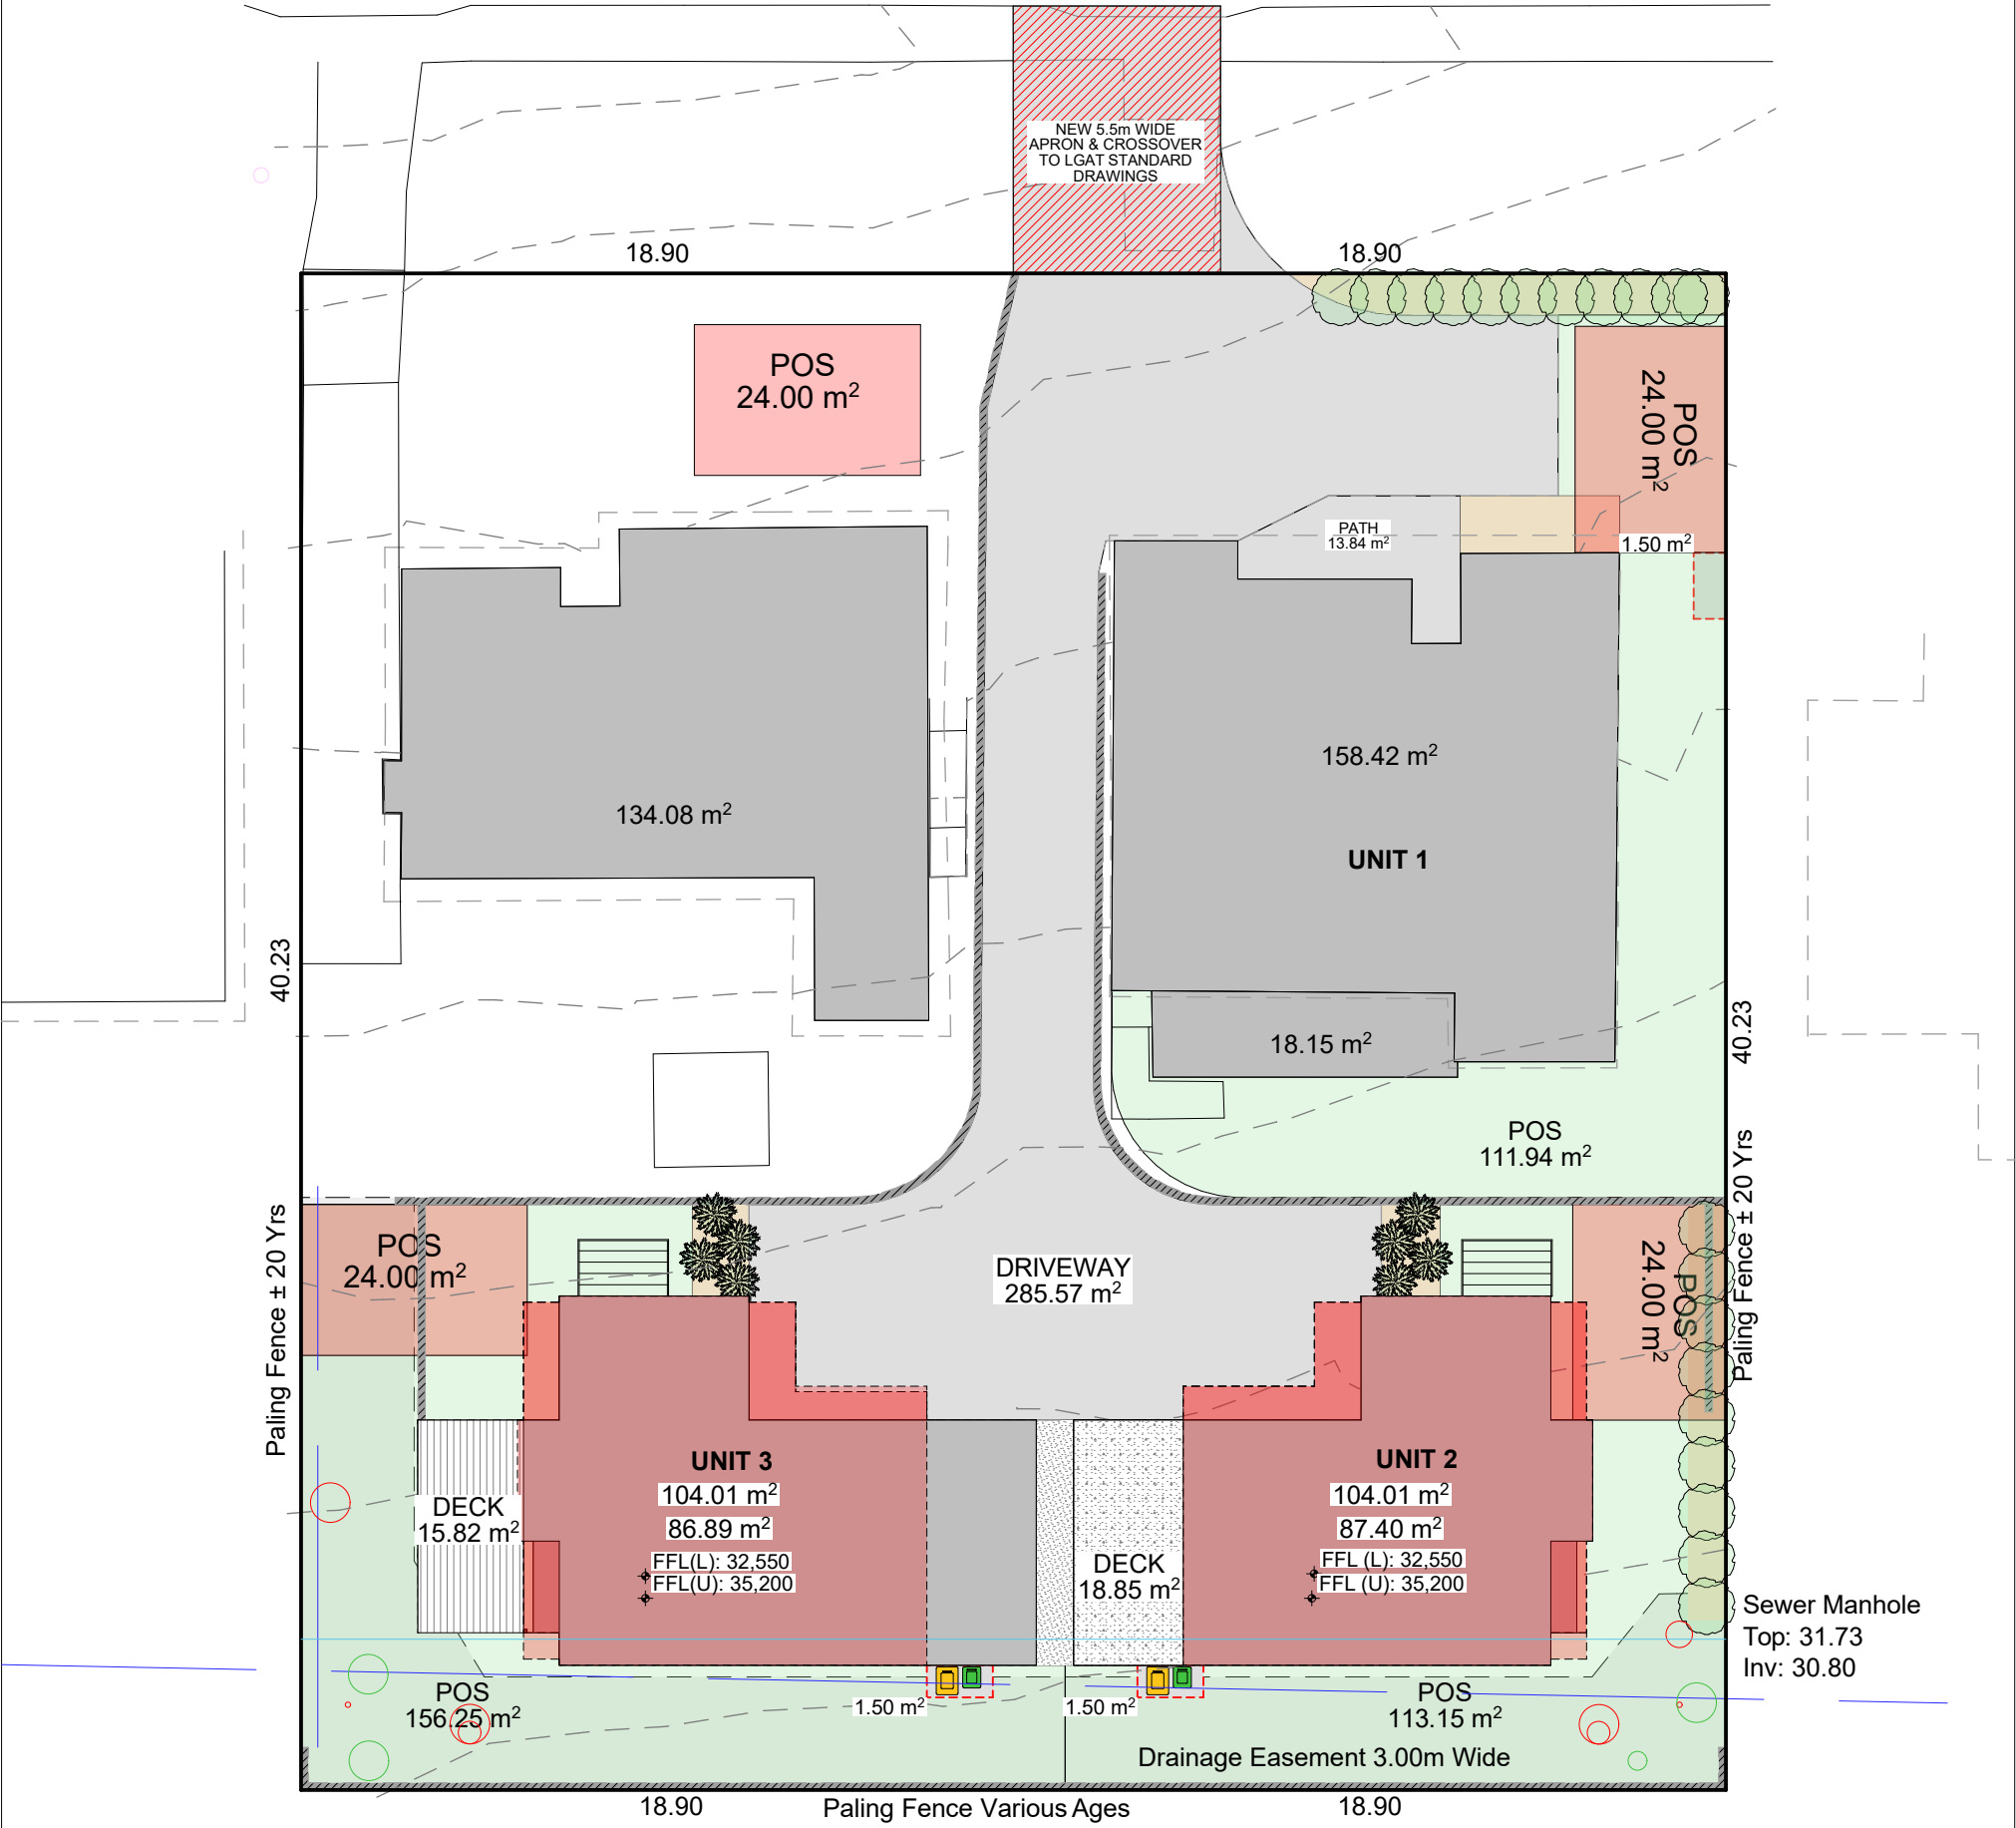 NEW 5.5m WIDE
APRON & CROSSOVER
TO LGAT STANDARD
DRAWINGS
18.90
18.90
POS
24.00 m²
POS
24.00 m²
PATH
13.84 m²
1.50 m²
134.08 m²
158.42 m²
UNIT 1
40.23
40.23
18.15 m²
POS
111.94 m²
Paling Fence ± 20 Yrs
Paling Fence ± 20 Yrs
POS
24.00 m²
DRIVEWAY
285.57 m²
POS
24.00 m²
UNIT 3
104.01 m²
86.89 m²
FFL(L): 32,550
FFL(U): 35,200
UNIT 2
104.01 m²
87.40 m²
FFL (L): 32,550
FFL (U): 35,200
DECK
15.82 m²
DECK
18.85 m²
Sewer Manhole
Top: 31.73
Inv: 30.80
POS
156.25 m²
1.50 m²
1.50 m²
POS
113.15 m²
Drainage Easement 3.00m Wide
18.90
Paling Fence Various Ages
18.90